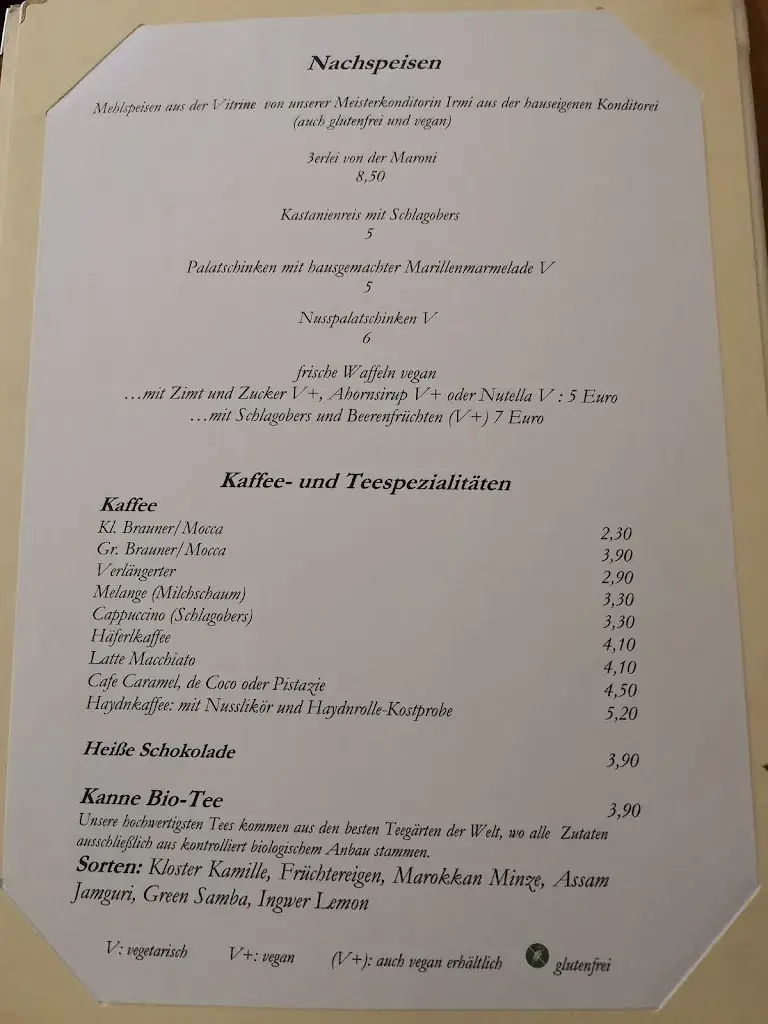 Nachspeisen
Mehlspeisen aus der Vitrine von unserer Meisterkonditorin Irmi aus der hauseigenen Konditorei
(auch glutenfrei und vegan)
3erlei von der Maroni
8,50
Kastanienreis mit Schlagobers
5
Palatschinken mit hausgemachter Marillenmarmelade V
5
Nusspalatschinken V
6
frische Waffeln vegan
…mit Zimt und Zucker V+, Ahornsirup V+ oder Nutella V : 5 Euro
…mit Schlagobers und Beerenfrüchten (V+) 7 Euro
Kaffee- und Teespezialitäten
Kaffee
Kl. Brauner/Mocca 2,30
Gr. Brauner/Mocca 3,90
Verlängerter 2,90
Melange (Milchschaum) 3,30
Cappuccino (Schlagobers) 3,30
Häferlkaffee 4,10
Latte Macchiato 4,10
Cafe Caramel, de Coco oder Pistazie 4,50
Haydnkaffee: mit Nusslikör und Haydnrolle-Kostprobe 5,20
Heiße Schokolade 3,90
Kanne Bio-Tee 3,90
Unsere hochwertigsten Tees kommen aus den besten Teegärten der Welt, wo alle Zutaten
ausschließlich aus kontrolliert biologischem Anbau stammen.
Sorten: Kloster Kamille, Früchtereigen, Marokkan Minze, Assam
Jamguri, Green Samba, Ingwer Lemon
V: vegetarisch V+: vegan (V+): auch vegan erhältlich glutenfrei